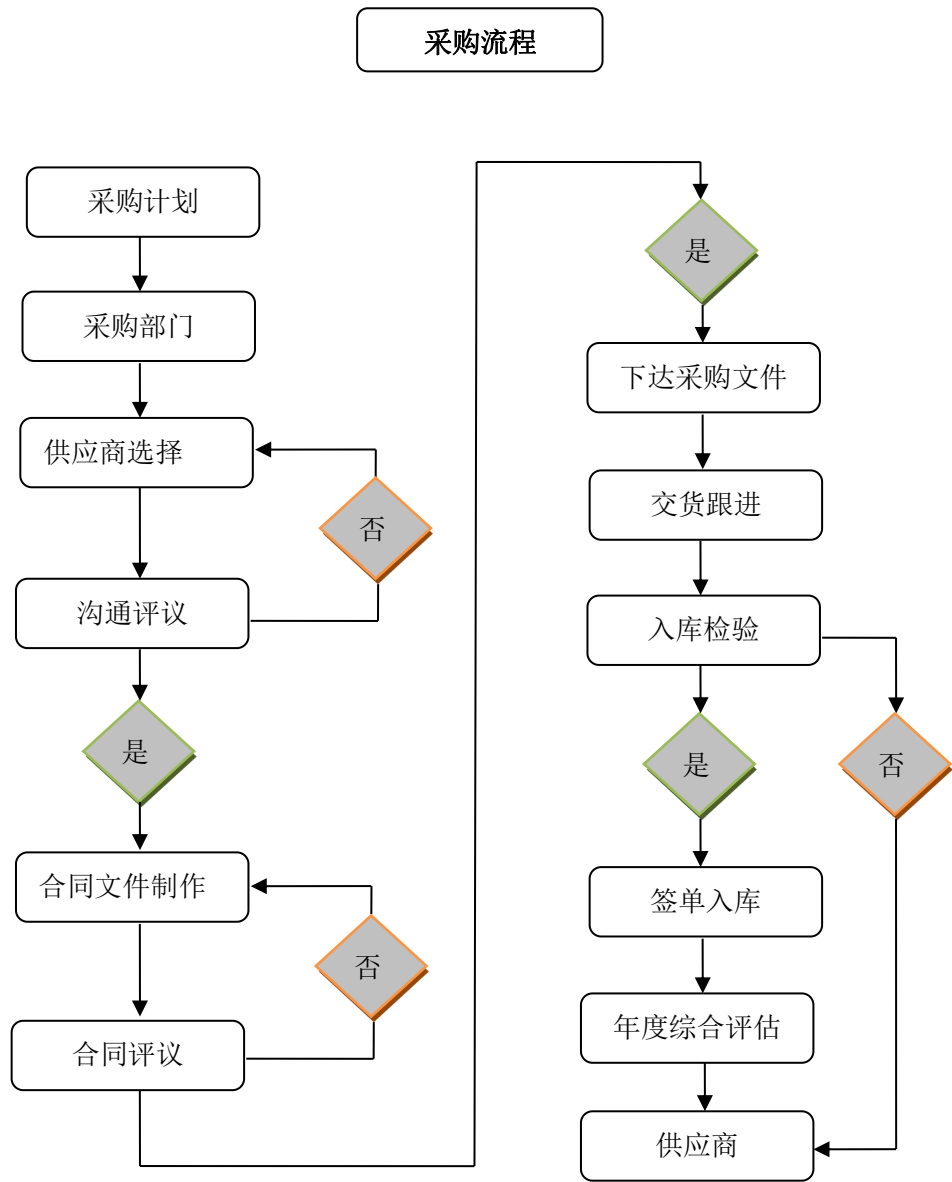 采购流程
采购计划
采购部门
供应商选择
否
沟通评议
是
合同文件制作
否
合同评议
是
下达采购文件
交货跟进
入库检验
是
否
签单入库
年度综合评估
供应商